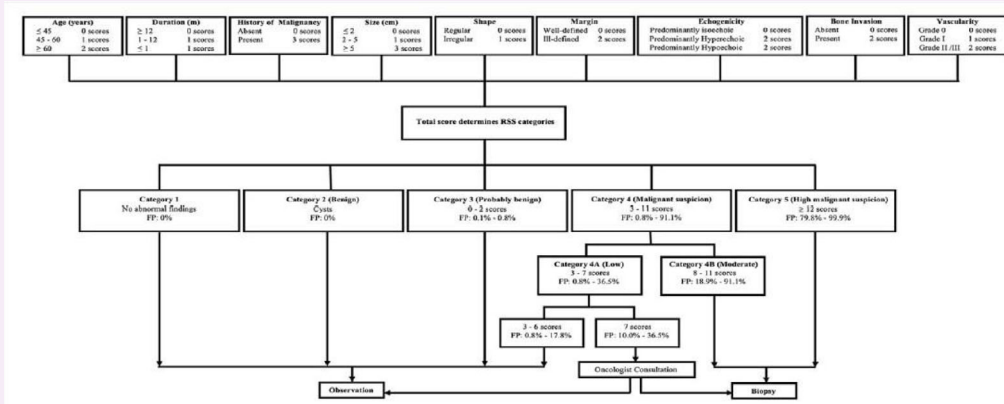 Age (years)
≤ 45 0 scores
45 - 60 1 scores
≥ 60 2 scores
Duration (m)
≥ 12 0 scores
1 - 12 1 scores
≤ 1 1 scores
History of Malignancy
Absent 0 scores
Present 3 scores
Size (cm)
≤ 2 0 scores
2 - 5 1 scores
≥ 5 3 scores
Shape
Regular 0 scores
Irregular 1 scores
Margin
Well-defined 0 scores
Ill-defined 2 scores
Echogenicity
Predominantly isoechoic 0 scores
Predominantly Hyperechoic 2 scores
Predominantly Hypoechoic 2 scores
Bone Invasion
Absent 0 scores
Present 2 scores
Vascularity
Grade 0 0 scores
Grade I 1 scores
Grade II /III 2 scores
Total score determines RSS categories
Category 1
No abnormal findings
FP: 0%
Category 2 (Benign)
Cysts
FP: 0%
Category 3 (Probably benign)
0 - 2 scores
FP: 0.1% - 0.8%
Category 4 (Malignant suspicion)
3 - 11 scores
FP: 0.8% - 91.1%
Category 5 (High malignant suspicion)
≥ 12 scores
FP: 79.8% - 99.9%
Category 4A (Low)
3 - 7 scores
FP: 0.8% - 36.5%
Category 4B (Moderate)
8 - 11 scores
FP: 18.9% - 91.1%
3 - 6 scores
FP: 0.8% - 17.8%
7 scores
FP: 10.0% - 36.5%
Oncologist Consultation
Observation
Biopsy